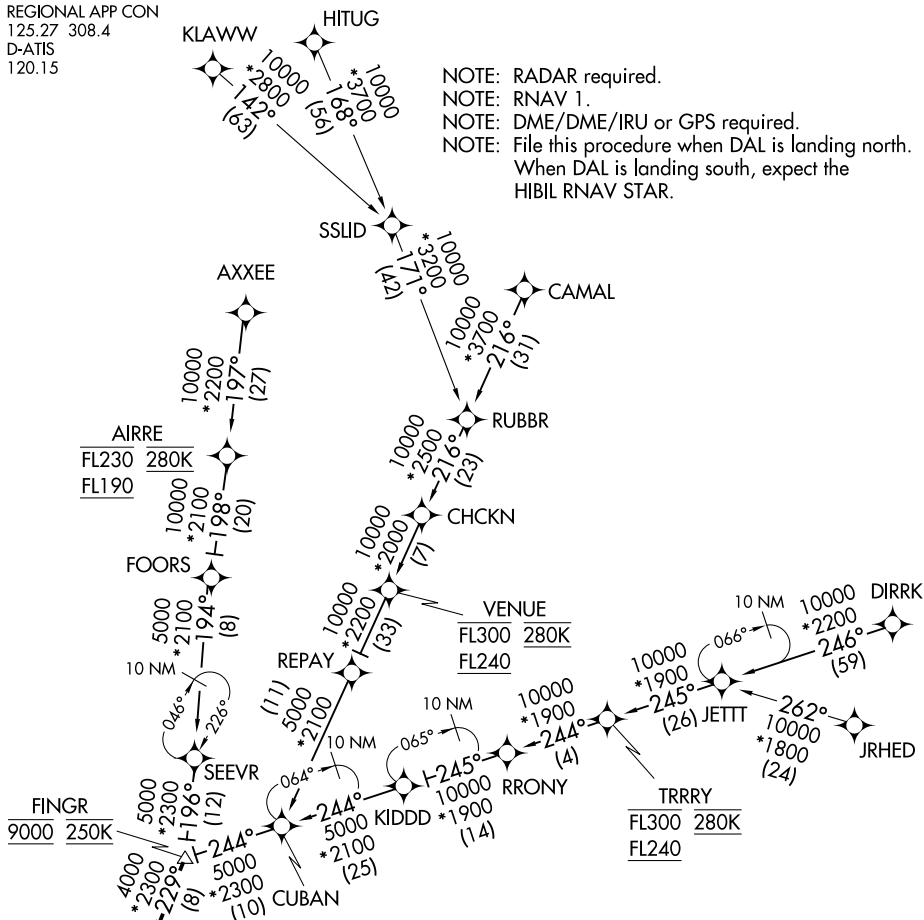 REGIONAL APP CON
125.27 308.4
D-ATIS
120.15
KLAWW
HITUG
10000
*2800
142°
(63)
10000
*3700
168°
(56)
NOTE: RADAR required.
NOTE: RNAV 1.
NOTE: DME/DME/IRU or GPS required.
NOTE: File this procedure when DAL is landing north.
When DAL is landing south, expect the
HIBIL RNAV STAR.
SSLID
10000
*3200
171°
(42)
AXXEE
CAMAL
10000
*3700
216°
(31)
10000
*2200
197°
(27)
RUBBR
AIRRE
FL230 280K
FL190
10000
*2500
216°
(23)
10000
*2100
198°
(20)
CHCKN
10000
*2000
(7)
FOORS
VENUE
FL300 280K
FL240
5000
*2100
194°
(8)
10000
*2200
(33)
DIRRK
10 NM
066°
10000
*2200
246°
(59)
REPAY
10 NM
046°
226°
(11)
5000
*2100
10000
*1900
245°
(26)
JETTT
262°
10000
*1800
(24)
JRHED
10000
*1900
244°
(4)
10 NM
065°
10 NM
064°
SEEVR
RRONY
TRRRY
FL300 280K
FL240
KIDDD
245°
10000
*1900
(14)
5000
*2300
196°
(12)
FINGR
9000 250K
244°
5000
*2100
(25)
CUBAN
244°
5000
*2300
(10)
4000
*2300
229°
(8)